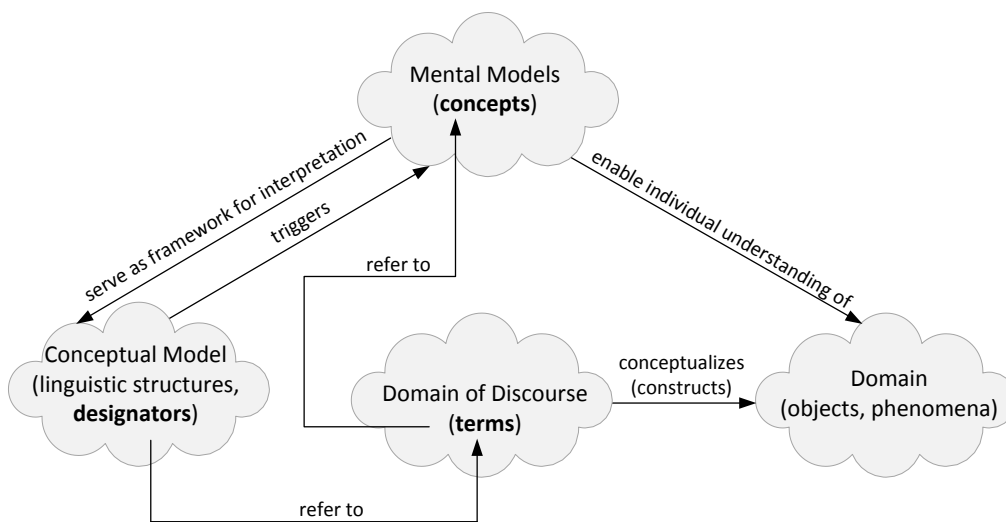 Mental Models
(concepts)
serve as framework for interpretation
triggers
enable individual understanding of
refer to
Conceptual Model
(linguistic structures,
designators)
Domain of Discourse
(terms)
conceptualizes
(constructs)
Domain
(objects, phenomena)
refer to